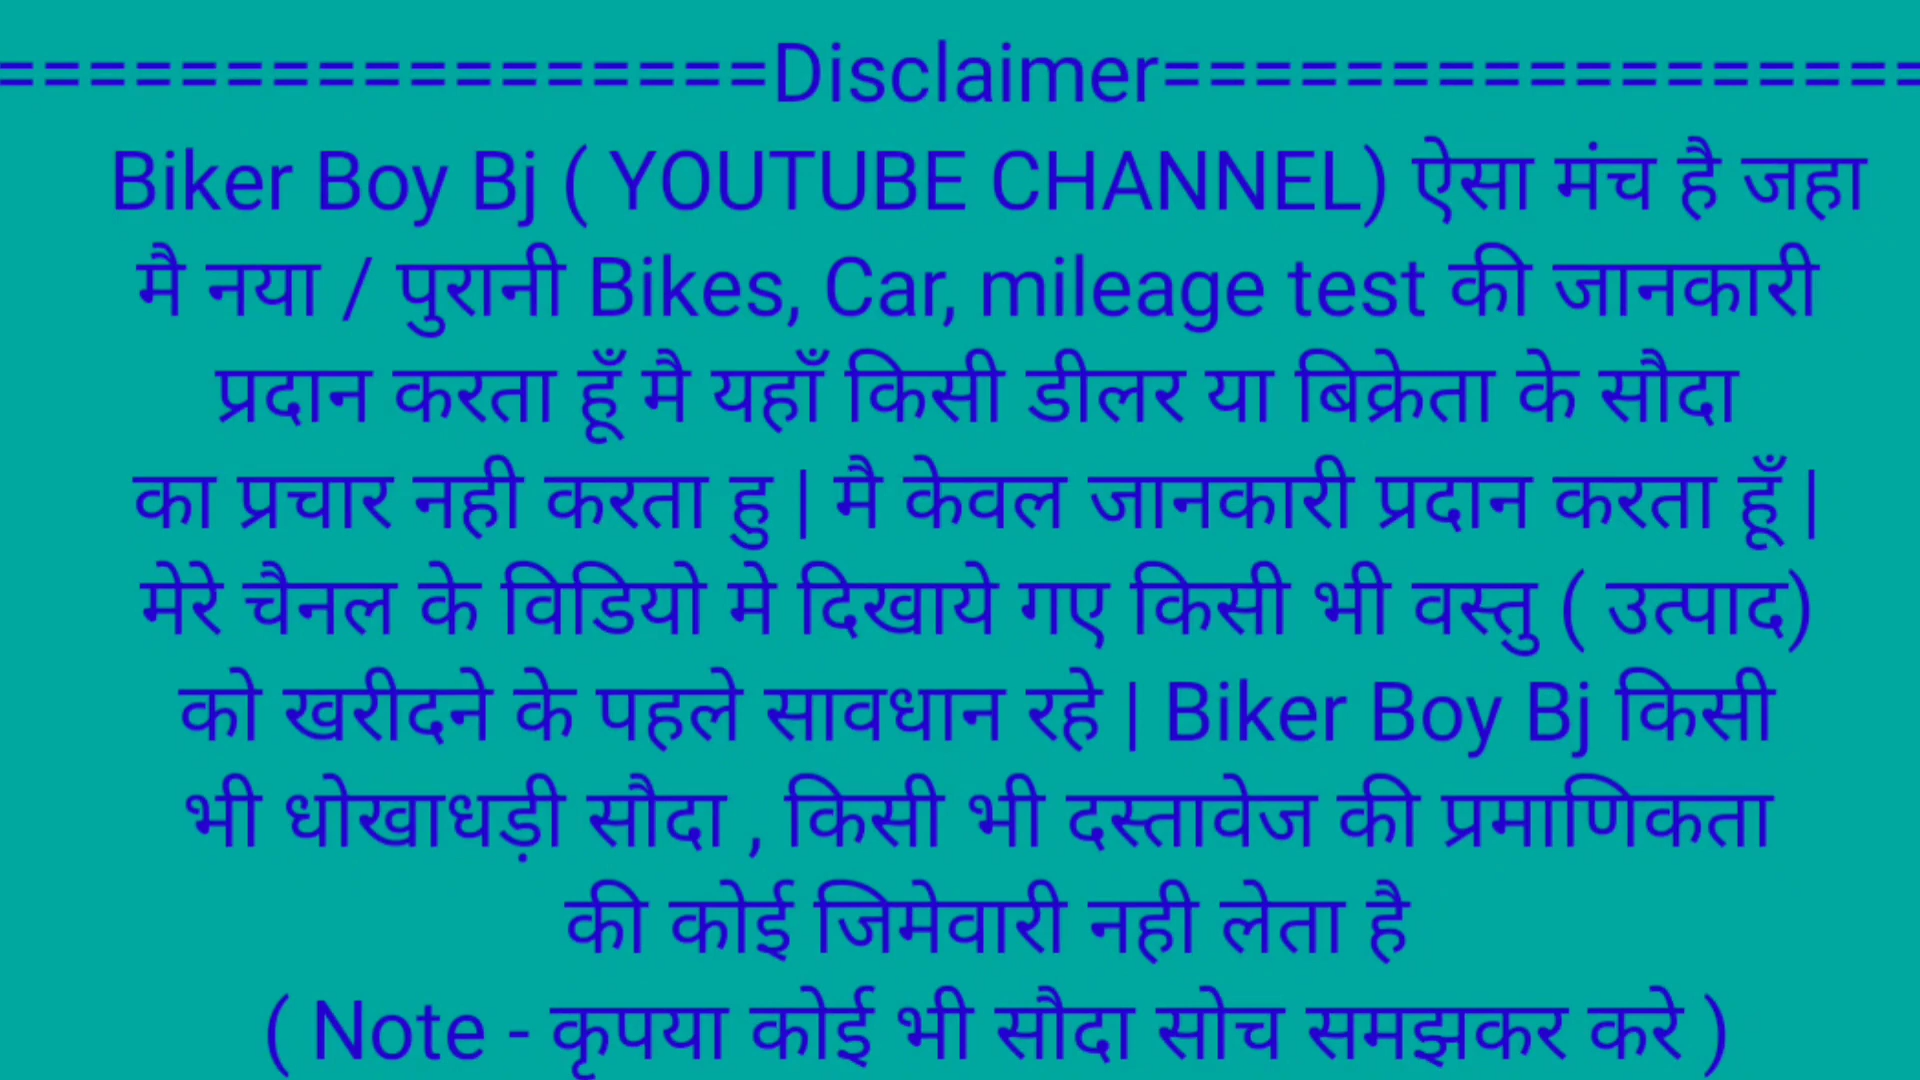 =================Disclaimer=================
Biker Boy Bj ( YOUTUBE CHANNEL) ऐसा मंच है जहा
मै नया / पुरानी Bikes, Car, mileage test की जानकारी
प्रदान करता हूँ मै यहाँ किसी डीलर या बिक्रेता के सौदा
का प्रचार नही करता हु | मै केवल जानकारी प्रदान करता हूँ |
मेरे चैनल के विडियो मे दिखाये गए किसी भी वस्तु ( उत्पाद)
को खरीदने के पहले सावधान रहे | Biker Boy Bj किसी
भी धोखाधड़ी सौदा , किसी भी दस्तावेज की प्रमाणिकता
की कोई जिमेवारी नही लेता है
( Note - कृपया कोई भी सौदा सोच समझकर करे )